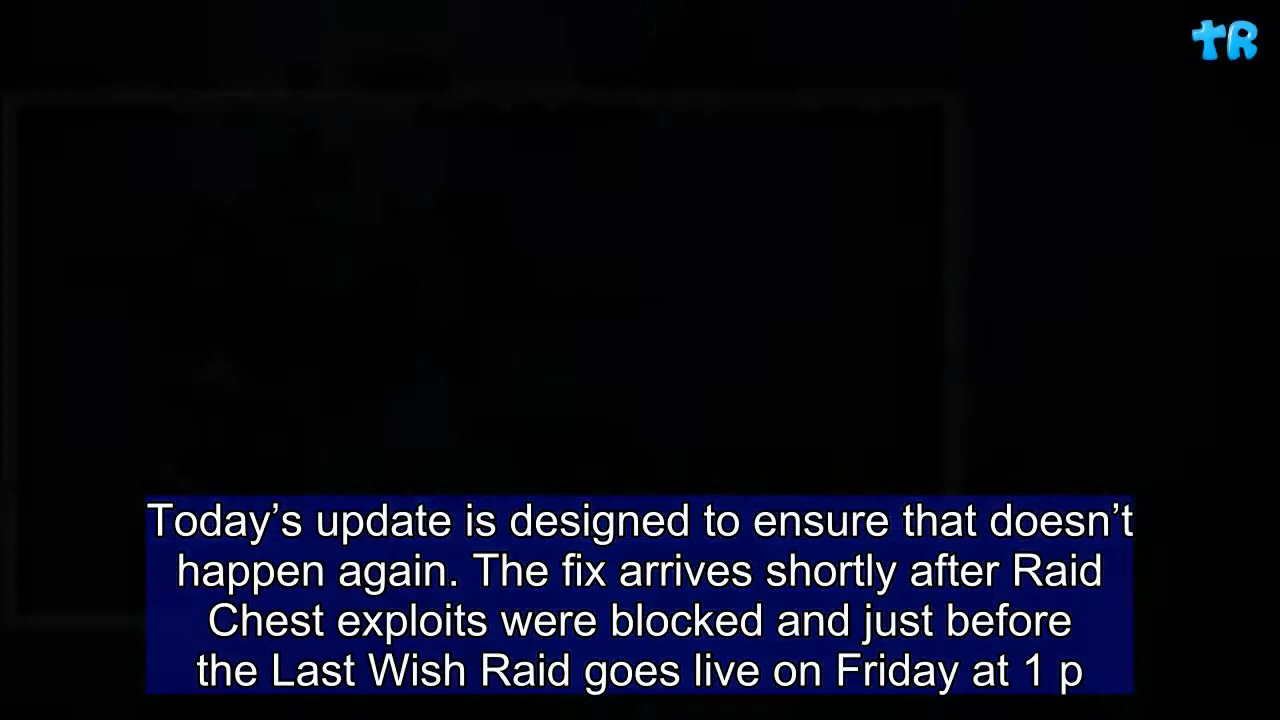 TR
Today’s update is designed to ensure that doesn’t
happen again. The fix arrives shortly after Raid
Chest exploits were blocked and just before
the Last Wish Raid goes live on Friday at 1 p